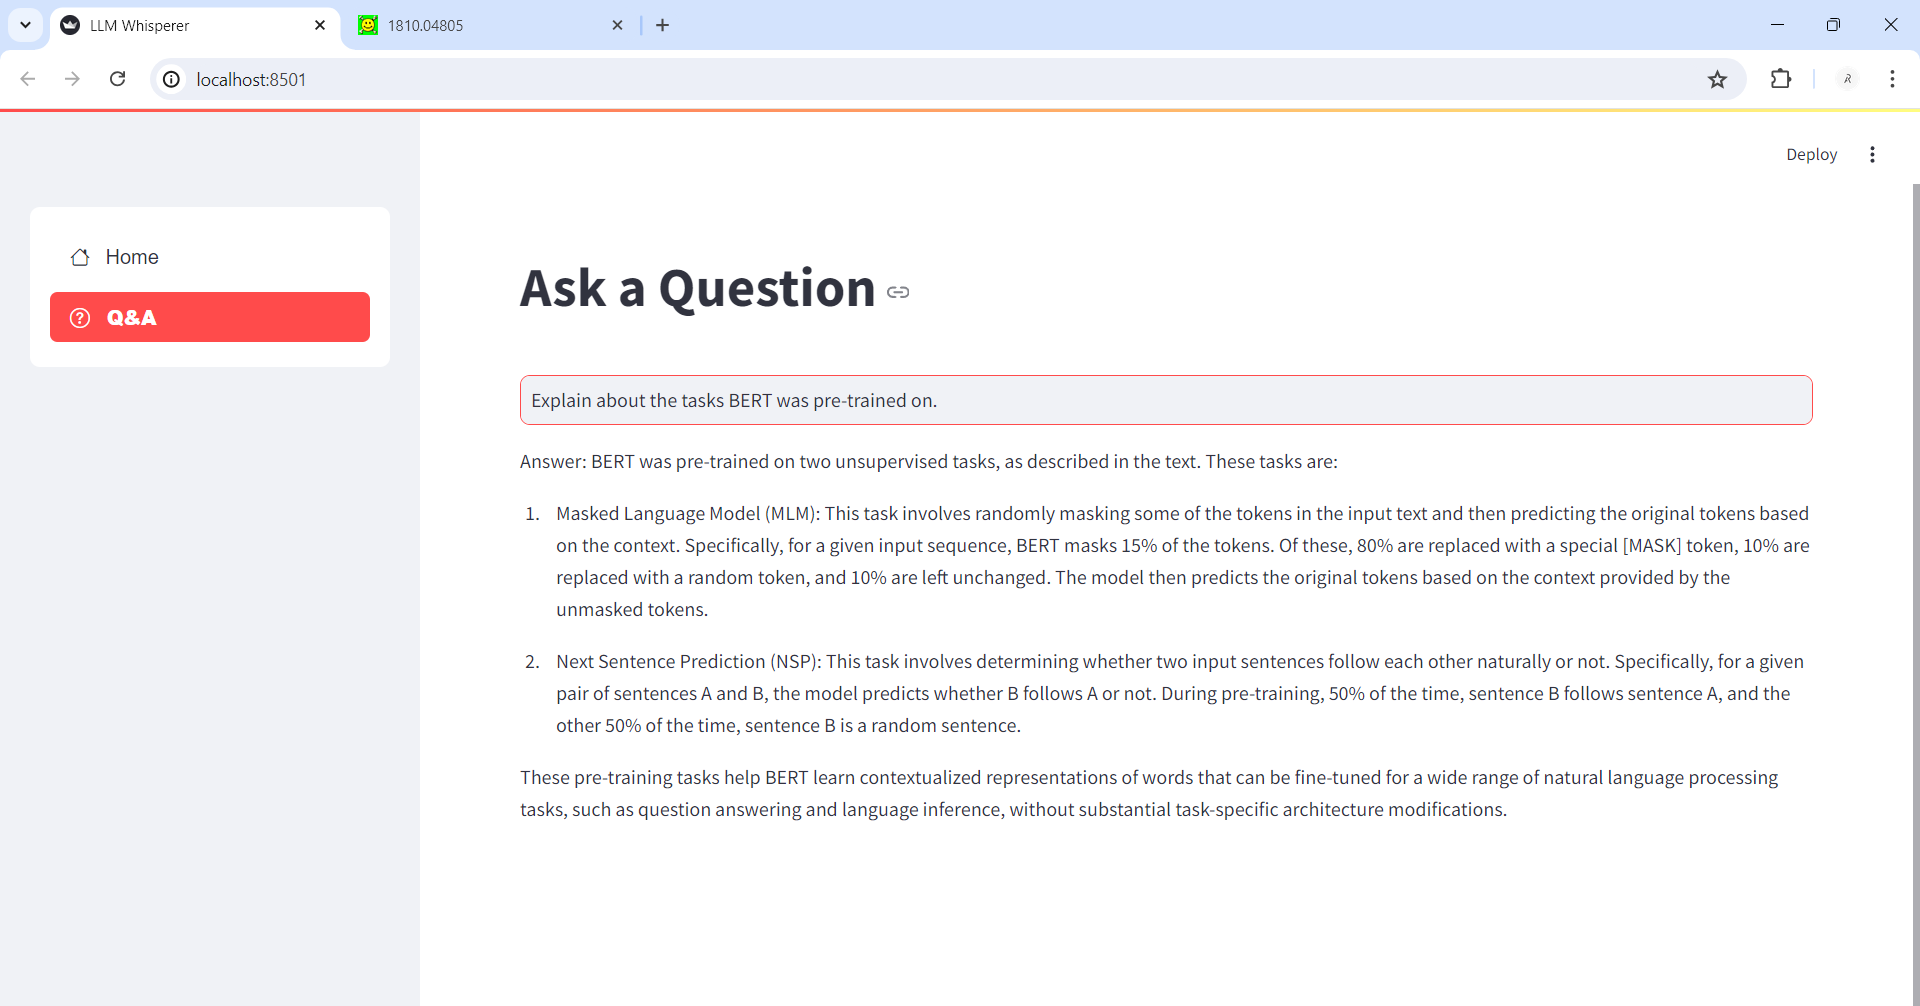 LLM Whisperer
1810.04805
localhost:8501
Deploy
Home
Q&A
Ask a Question
Explain about the tasks BERT was pre-trained on.
Answer: BERT was pre-trained on two unsupervised tasks, as described in the text. These tasks are:
1. Masked Language Model (MLM): This task involves randomly masking some of the tokens in the input text and then predicting the original tokens based
on the context. Specifically, for a given input sequence, BERT masks 15% of the tokens. Of these, 80% are replaced with a special [MASK] token, 10% are
replaced with a random token, and 10% are left unchanged. The model then predicts the original tokens based on the context provided by the
unmasked tokens.
2. Next Sentence Prediction (NSP): This task involves determining whether two input sentences follow each other naturally or not. Specifically, for a given
pair of sentences A and B, the model predicts whether B follows A or not. During pre-training, 50% of the time, sentence B follows sentence A, and the
other 50% of the time, sentence B is a random sentence.
These pre-training tasks help BERT learn contextualized representations of words that can be fine-tuned for a wide range of natural language processing
tasks, such as question answering and language inference, without substantial task-specific architecture modifications.